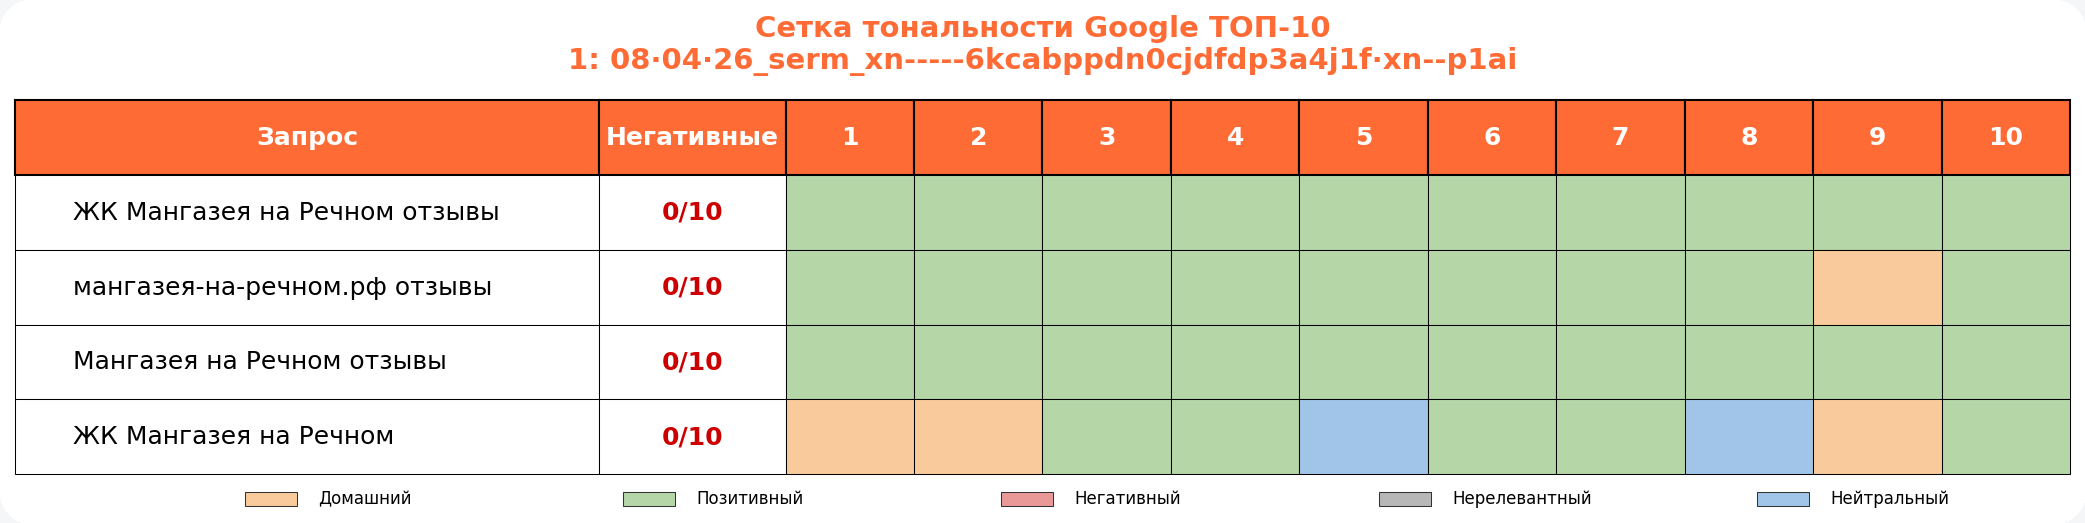 Сетка тональности Google ТОП-10
1: 08·04·26_serm_xn-----6kcabppdn0cjdfdp3a4j1f·xn--p1ai
Запрос Негативные 1 2 3 4 5 6 7 8 9 10
ЖК Мангазея на Речном отзывы 0/10
мангазея-на-речном.рф отзывы 0/10
Мангазея на Речном отзывы 0/10
ЖК Мангазея на Речном 0/10
Домашний Позитивный Негативный Нерелевантный Нейтральный